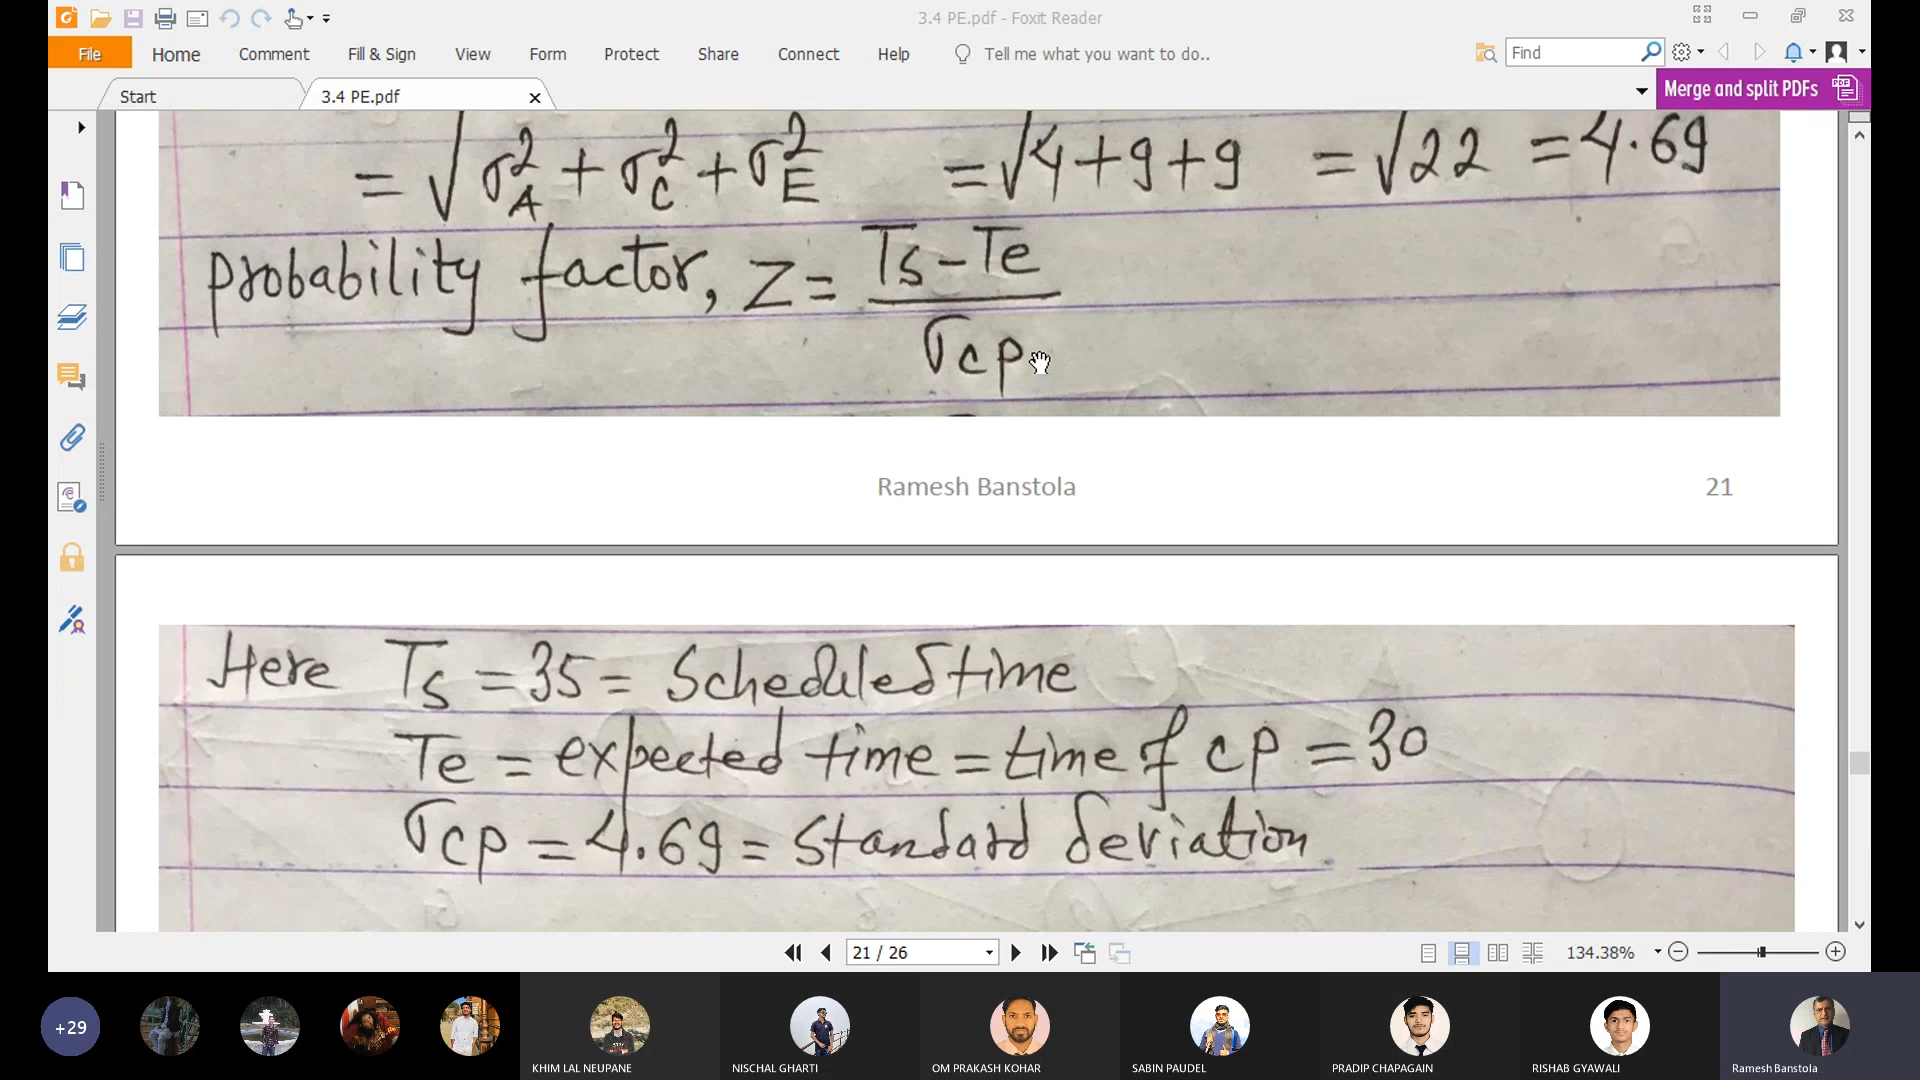 3.4 PE.pdf - Foxit Reader
File Home Comment Fill & Sign View Form Protect Share Connect Help Tell me what you want to do.. Find
Start 3.4 PE.pdf Merge and split PDFs
= √σ²A + σ²C + σ²E = √4+9+9 = √22 = 4.69
Probability factor, Z = Ts - Te
σcp
Ramesh Banstola 21
Here Ts = 35 = Scheduled time
Te = expected time = time of CP = 30
σcp = 4.69 = Standard deviation
21 / 26 134.38%
+29 KHIM LAL NEUPANE NISCHAL GHARTI OM PRAKASH KOHAR SABIN PAUDEL PRADIP CHAPAGAIN RISHAB GYAWALI Ramesh Banstola